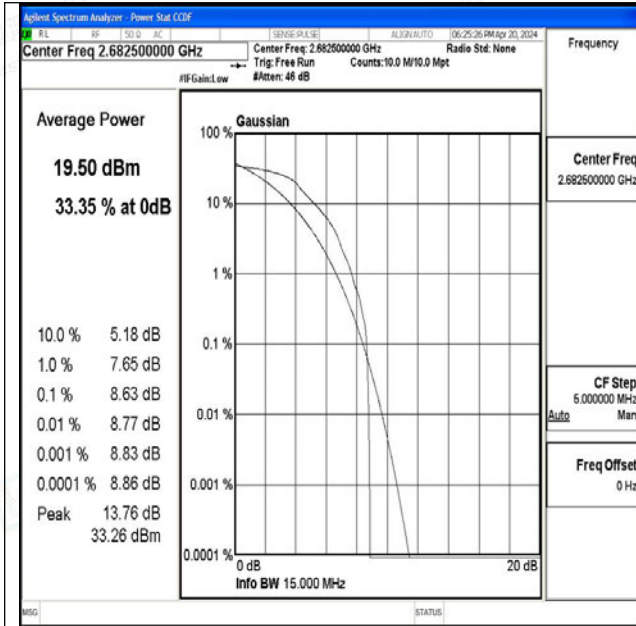 Agilent Spectrum Analyzer - Power Stat CCDF
RL RF 50 Ω AC SENSE:PULSE ALIGNAUTO 06:25:26 PM Apr 20, 2024
Center Freq 2.682500000 GHz
Center Freq: 2.682500000 GHz Radio Std: None
Trig: Free Run Counts:10.0 M/10.0 Mpt
#IFGain:Low #Atten: 46 dB
Frequency
Average Power
19.50 dBm
33.35 % at 0dB
10.0 % 5.18 dB
1.0 % 7.65 dB
0.1 % 8.63 dB
0.01 % 8.77 dB
0.001 % 8.83 dB
0.0001 % 8.86 dB
Peak 13.76 dB
33.26 dBm
Gaussian
100 %
10 %
1 %
0.1 %
0.01 %
0.001 %
0.0001 %
0 dB 20 dB
Info BW 15.000 MHz
Center Freq
2.682500000 GHz
CF Step
5.000000 MHz
Auto Man
Freq Offset
0 Hz
MSG STATUS